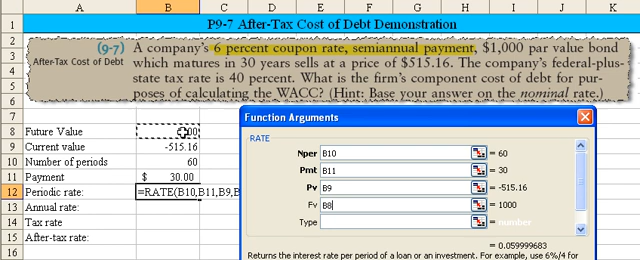 A B C D E F G H I J K
1 P9-7 After-Tax Cost of Debt Demonstration
2 (9-7) A company's 6 percent coupon rate, semiannual payment, $1,000 par value bond
3 After-Tax Cost of Debt which matures in 30 years sells at a price of $515.16. The company's federal-plus-
4 state tax rate is 40 percent. What is the firm's component cost of debt for pur-
5 poses of calculating the WACC? (Hint: Base your answer on the nominal rate.)
6
7
8 Future Value
9 Current value -515.16
10 Number of periods 60
11 Payment $ 30.00
12 Periodic rate: =RATE(B10,B11,B9,B
13 Annual rate:
14 Tax rate
15 After-tax rate:
16
Function Arguments
RATE
Nper B10 = 60
Pmt B11 = 30
Pv B9 = -515.16
Fv B8 = 1000
Type = number
= 0.059999683
Returns the interest rate per period of a loan or an investment. For example, use 6%/4 for